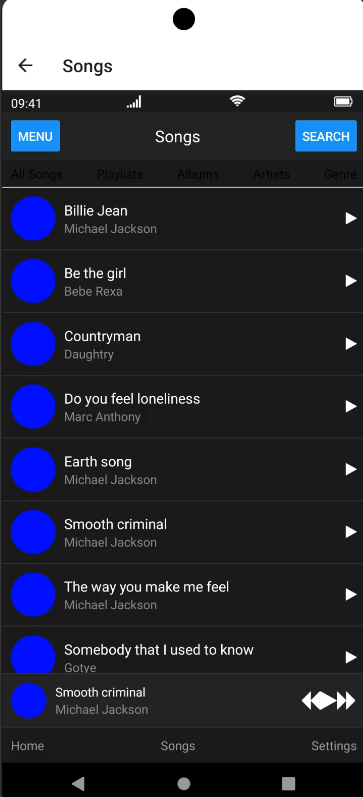 Songs
09:41
MENU
Songs
SEARCH
All Songs Playlists Albums Artists Genre
Billie Jean
Michael Jackson
Be the girl
Bebe Rexa
Countryman
Daughtry
Do you feel loneliness
Marc Anthony
Earth song
Michael Jackson
Smooth criminal
Michael Jackson
The way you make me feel
Michael Jackson
Somebody that I used to know
Gotye
Smooth criminal
Michael Jackson
Home Songs Settings